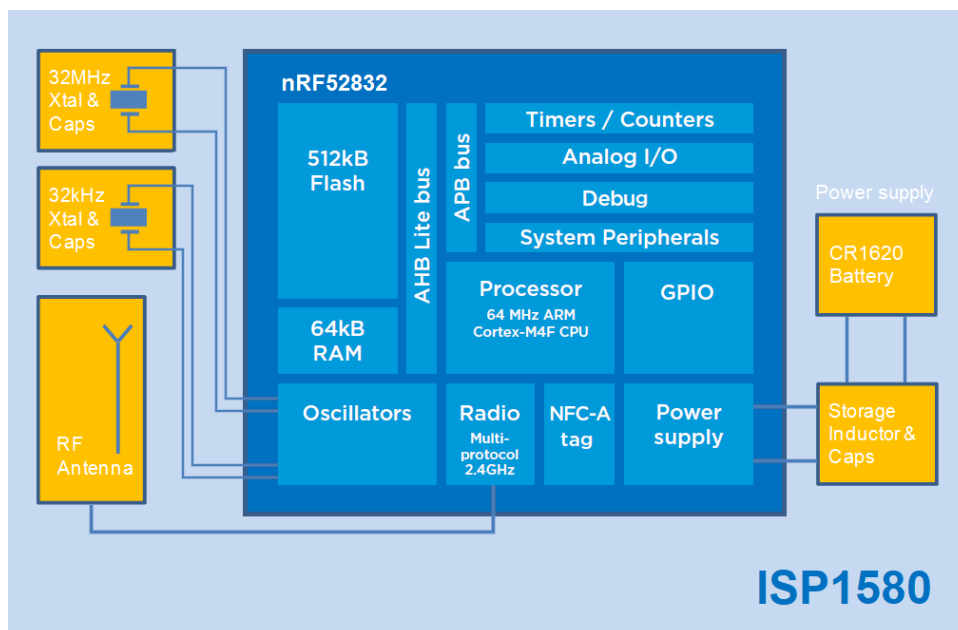 32MHz
Xtal &
Caps
32kHz
Xtal &
Caps
RF
Antenna
nRF52832
512kB
Flash
64kB
RAM
AHB Lite bus
APB bus
Timers / Counters
Analog I/O
Debug
System Peripherals
Processor
64 MHz ARM
Cortex-M4F CPU
GPIO
Oscillators
Radio
Multi-
protocol
2.4GHz
NFC-A
tag
Power
supply
Power supply
CR1620
Battery
Storage
Inductor &
Caps
ISP1580